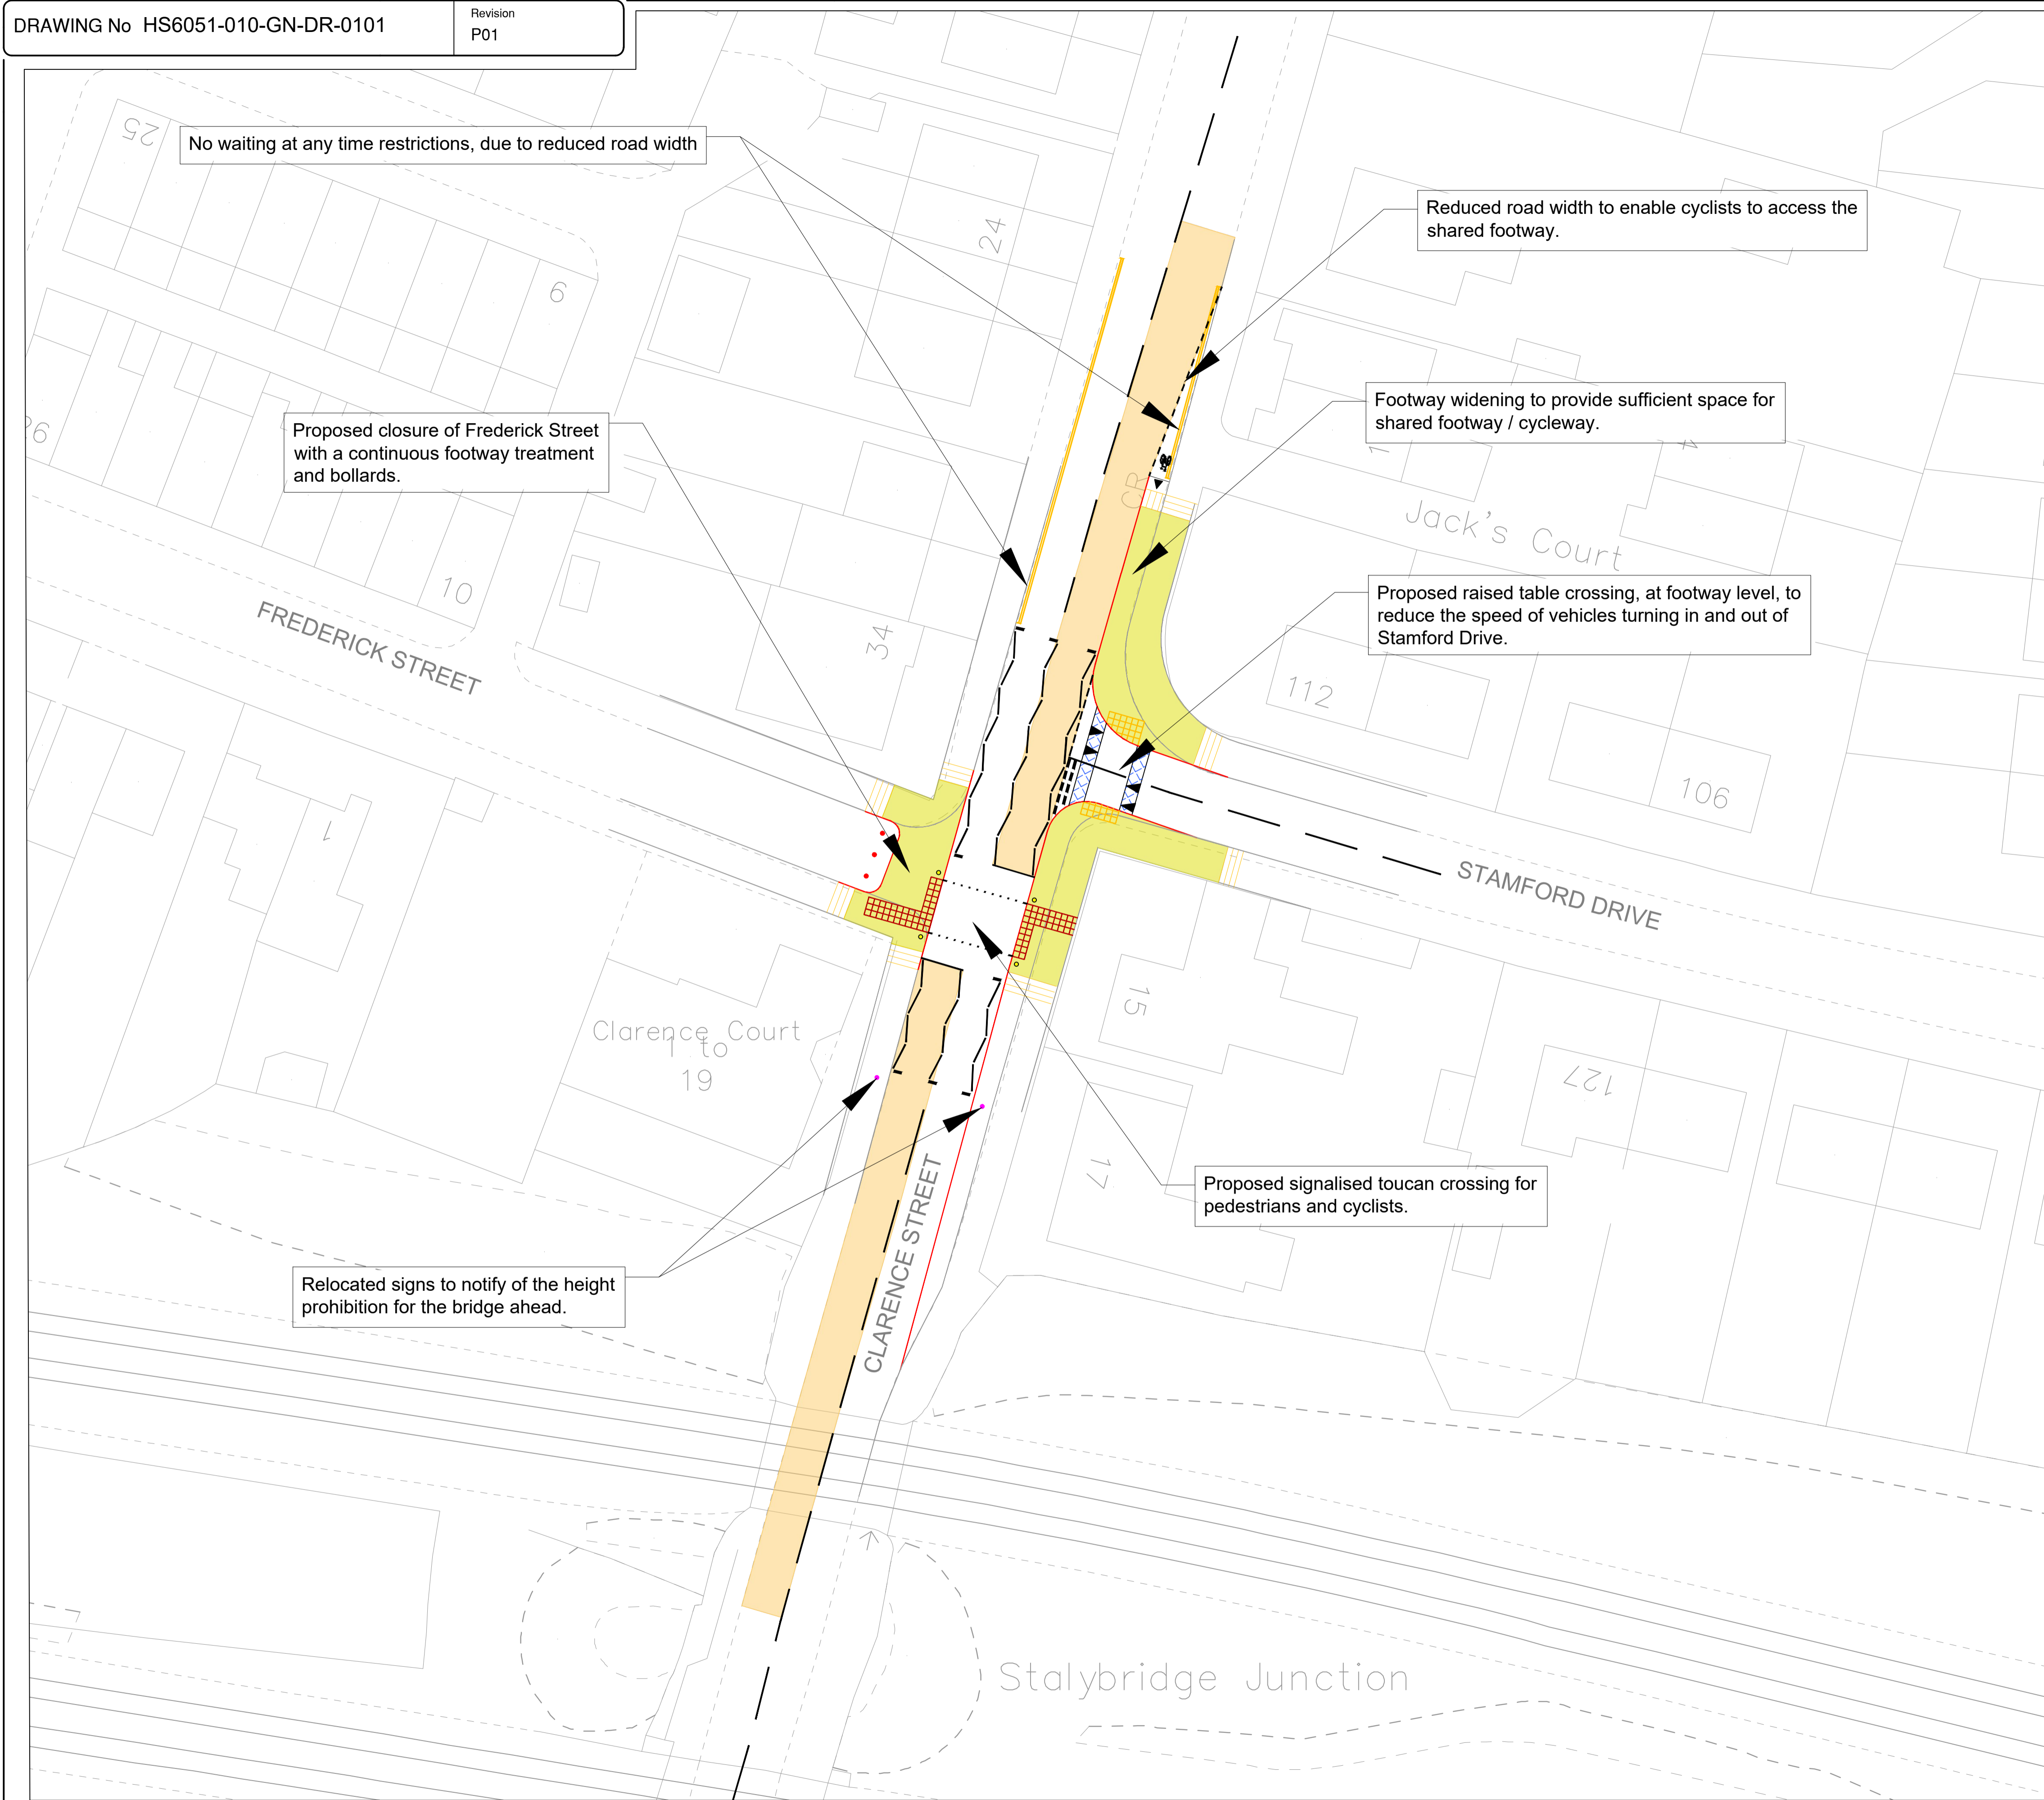 DRAWING No HS6051-010-GN-DR-0101
Revision
P01
25
No waiting at any time restrictions, due to reduced road width
24
Reduced road width to enable cyclists to access the
shared footway.
9
Proposed closure of Frederick Street
with a continuous footway treatment
and bollards.
26
Footway widening to provide sufficient space for
shared footway / cycleway.
1
4
CR
Jack's Court
10
FREDERICK STREET
34
Proposed raised table crossing, at footway level, to
reduce the speed of vehicles turning in and out of
Stamford Drive.
112
106
1
STAMFORD DRIVE
15
Clarence Court
1 to
19
127
17
CLARENCE STREET
Proposed signalised toucan crossing for
pedestrians and cyclists.
Relocated signs to notify of the height
prohibition for the bridge ahead.
Stalybridge Junction